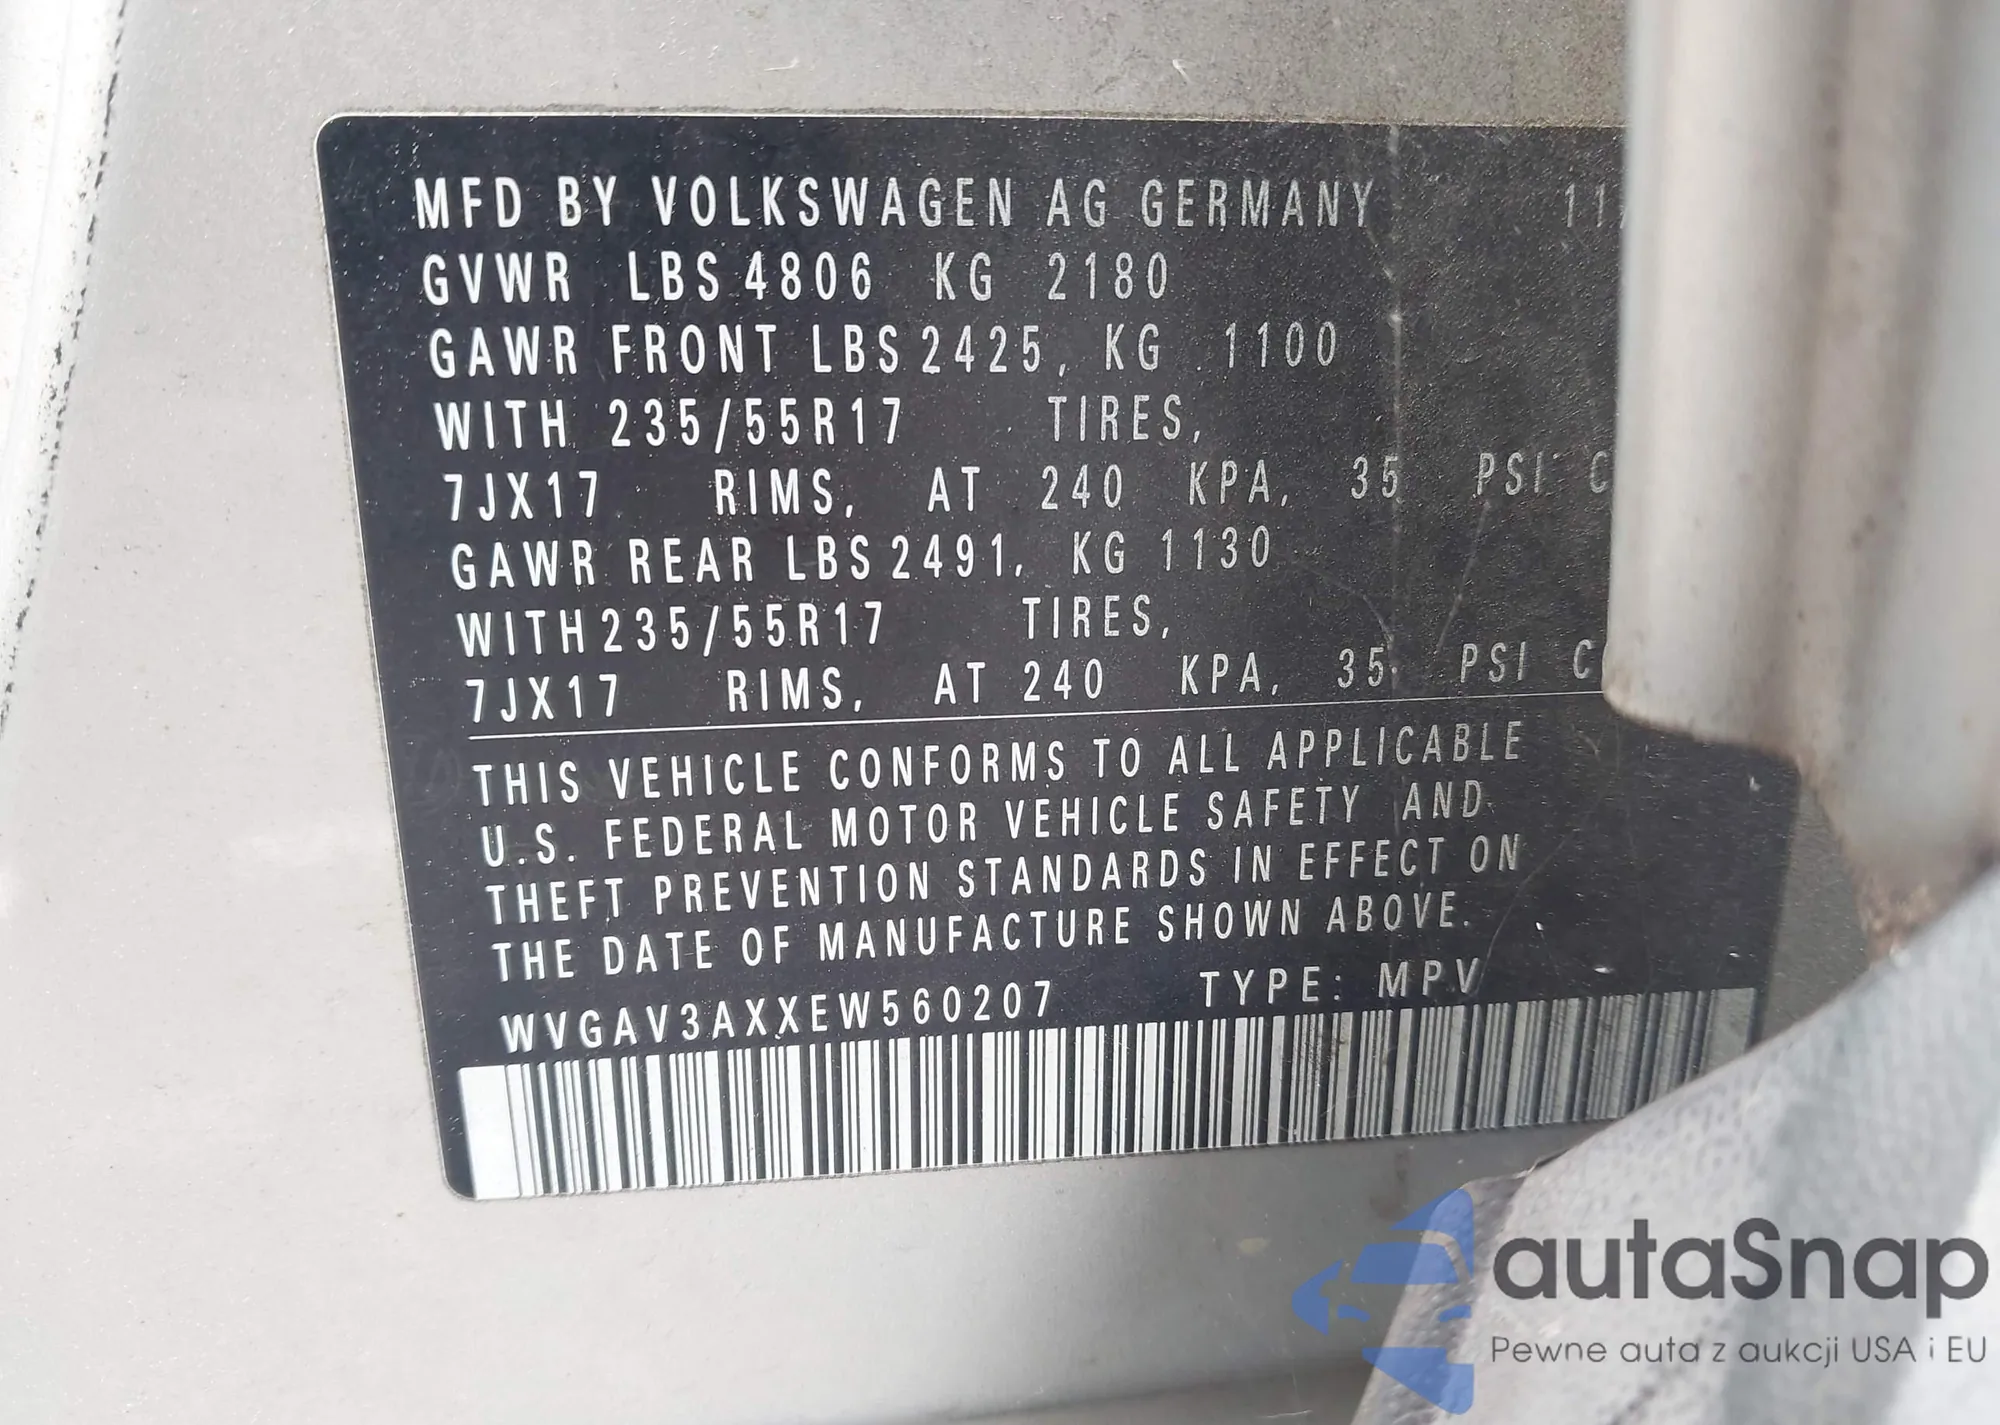 MFD BY VOLKSWAGEN AG GERMANY 11/
GVWR LBS 4806 KG 2180
GAWR FRONT LBS 2425, KG 1100
WITH 235/55R17 TIRES,
7JX17 RIMS, AT 240 KPA, 35 PSI C
GAWR REAR LBS 2491, KG 1130
WITH 235/55R17 TIRES,
7JX17 RIMS, AT 240 KPA, 35 PSI C
THIS VEHICLE CONFORMS TO ALL APPLICABLE
U.S. FEDERAL MOTOR VEHICLE SAFETY AND
THEFT PREVENTION STANDARDS IN EFFECT ON
THE DATE OF MANUFACTURE SHOWN ABOVE.
WVGAV3AXXEW560207 TYPE: MPV
autaSnap
Pewne auta z aukcji USA i EU